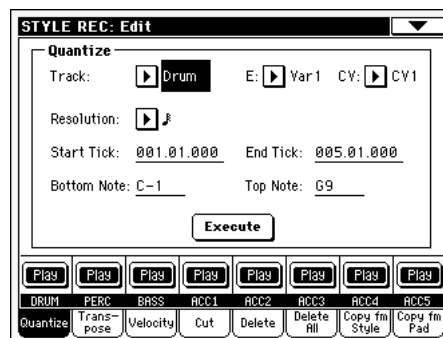 STYLE REC: Edit
Quantize
Track: Drum E: Var1 CV: CV1
Resolution:
Start Tick: 001.01.000 End Tick: 005.01.000
Bottom Note: C-1 Top Note: G9
Execute
Play Play Play Play Play Play Play Play
DRUM PERC BASS ACC1 ACC2 ACC3 ACC4 ACC5
Quantize Trans- Velocity Cut Delete Delete Copy fm Copy fm
pose All Style Pad